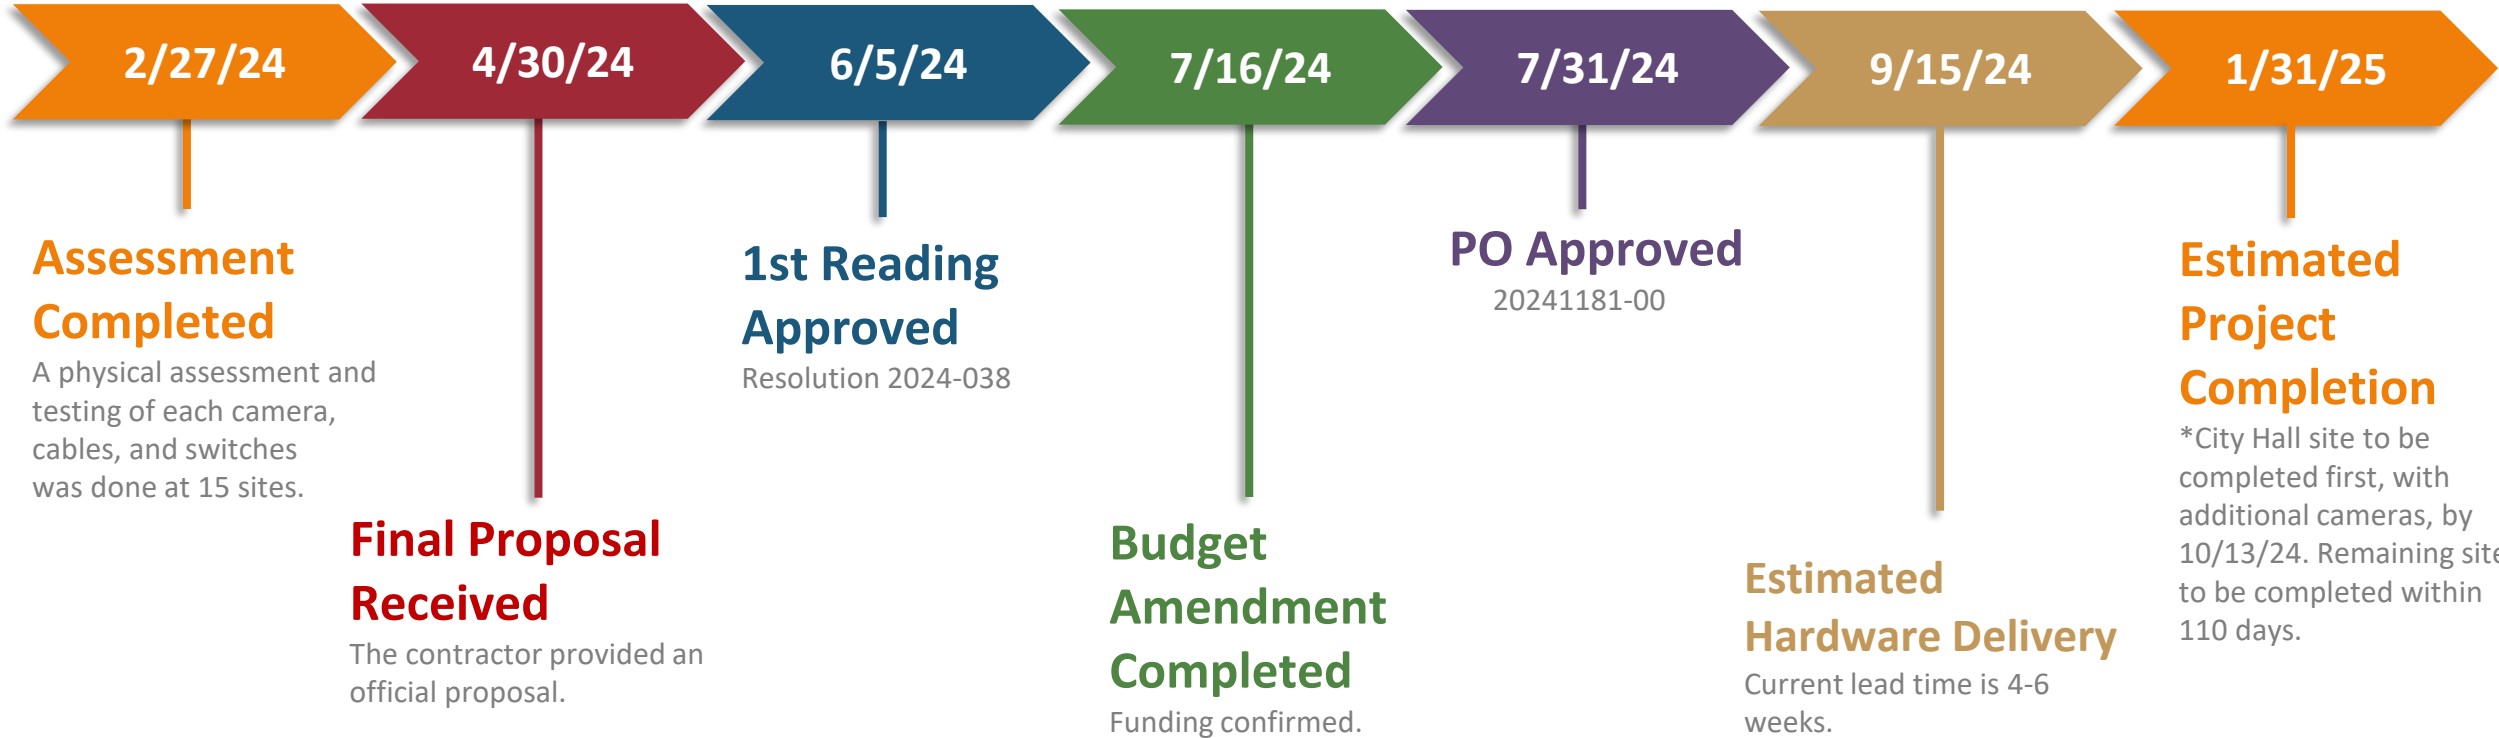 2/27/24
4/30/24
6/5/24
7/16/24
7/31/24
9/15/24
1/31/25
Assessment
Completed
A physical assessment and
testing of each camera,
cables, and switches
was done at 15 sites.
Final Proposal
Received
The contractor provided an
official proposal.
1st Reading
Approved
Resolution 2024-038
Budget
Amendment
Completed
Funding confirmed.
PO Approved
20241181-00
Estimated
Hardware Delivery
Current lead time is 4-6
weeks.
Estimated
Project
Completion
*City Hall site to be
completed first, with
additional cameras, by
10/13/24. Remaining site
to be completed within
110 days.